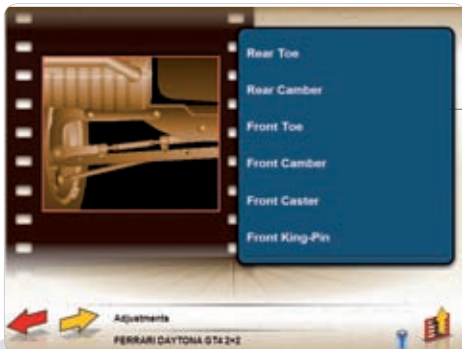 Rear Toe
Rear Camber
Front Toe
Front Camber
Front Caster
Front King-Pin
Adjustments
FERRARI DAYTONA GT4 2+2